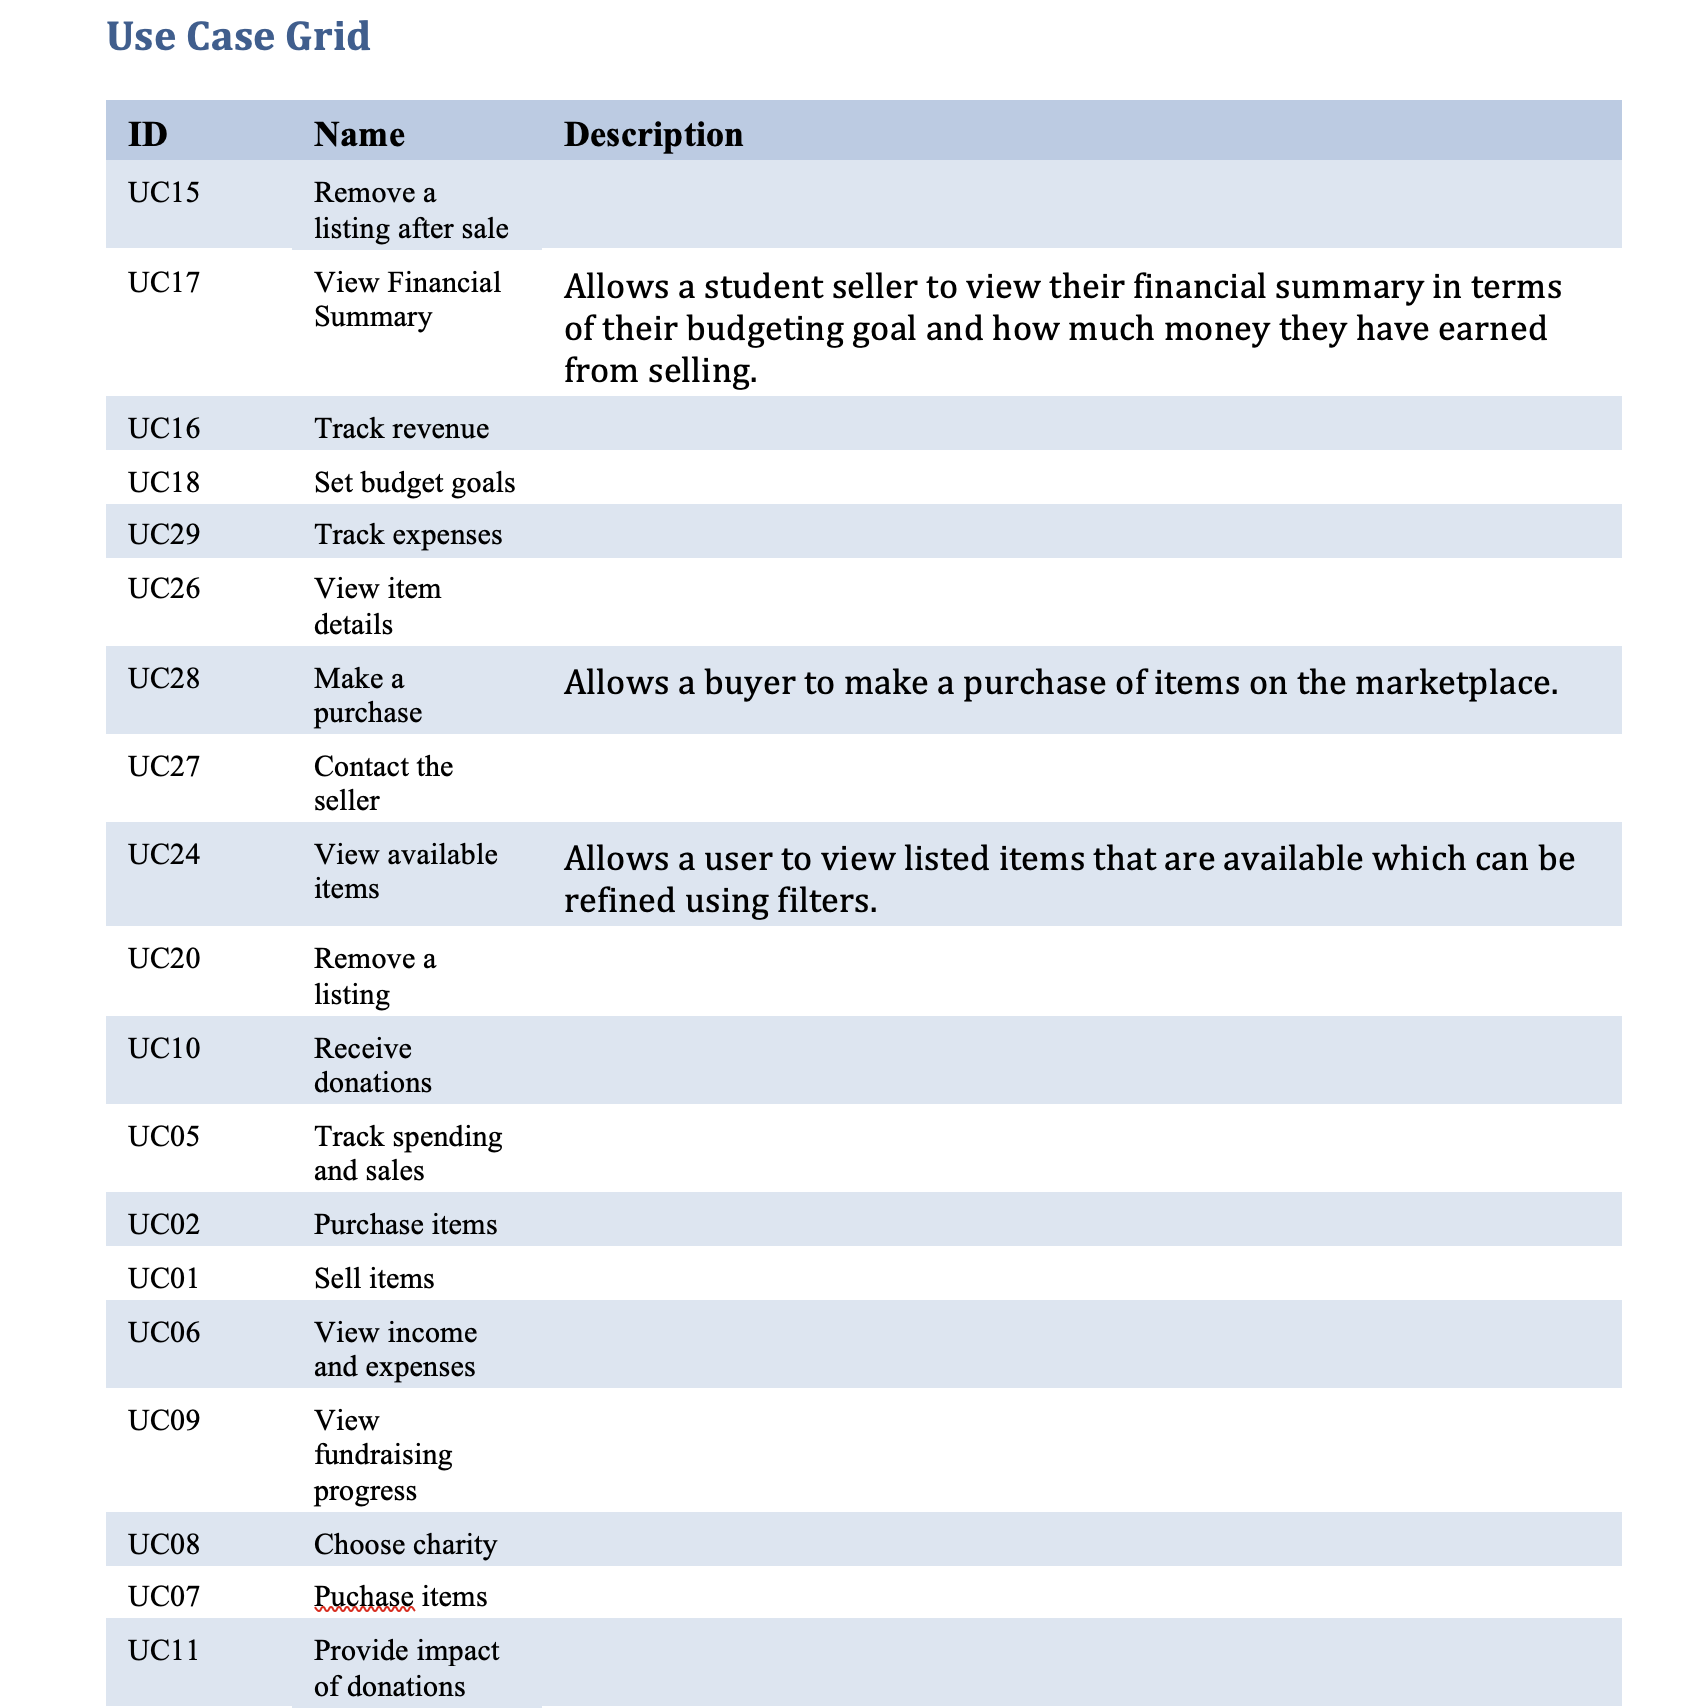 Use Case Grid
ID Name Description
UC15 Remove a
listing after sale
UC17 View Financial Allows a student seller to view their financial summary in terms
Summary of their budgeting goal and how much money they have earned
from selling.
UC16 Track revenue
UC18 Set budget goals
UC29 Track expenses
UC26 View item
details
UC28 Make a Allows a buyer to make a purchase of items on the marketplace.
purchase
UC27 Contact the
seller
UC24 View available Allows a user to view listed items that are available which can be
items refined using filters.
UC20 Remove a
listing
UC10 Receive
donations
UC05 Track spending
and sales
UC02 Purchase items
UC01 Sell items
UC06 View income
and expenses
UC09 View
fundraising
progress
UC08 Choose charity
UC07 Puchase items
UC11 Provide impact
of donations